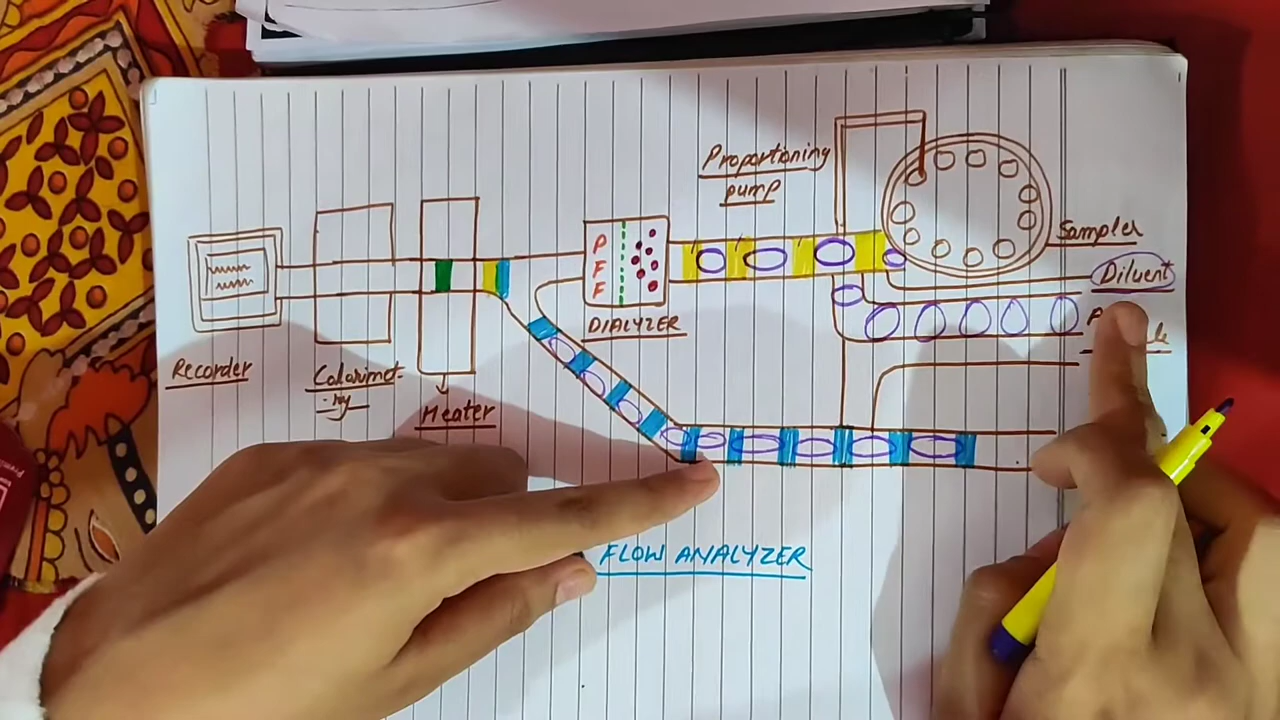 Proportioning
pump
Sampler
Diluent
P
F
F
DIALYZER
Recorder
Colorimet-
ry
Heater
FLOW ANALYZER